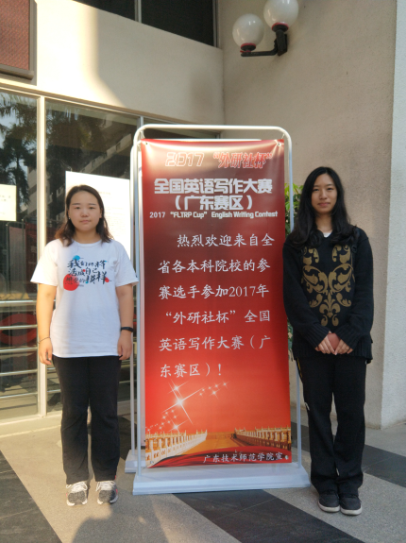 2017 “外研社杯”
全国英语写作大赛
（广东赛区）
2017 "FLTRP Cup" English Writing Contest
热烈欢迎来自全
省各本科院校的参
赛选手参加2017年
“外研社杯”全国
英语写作大赛（广
东赛区）！
广东技术师范学院宣